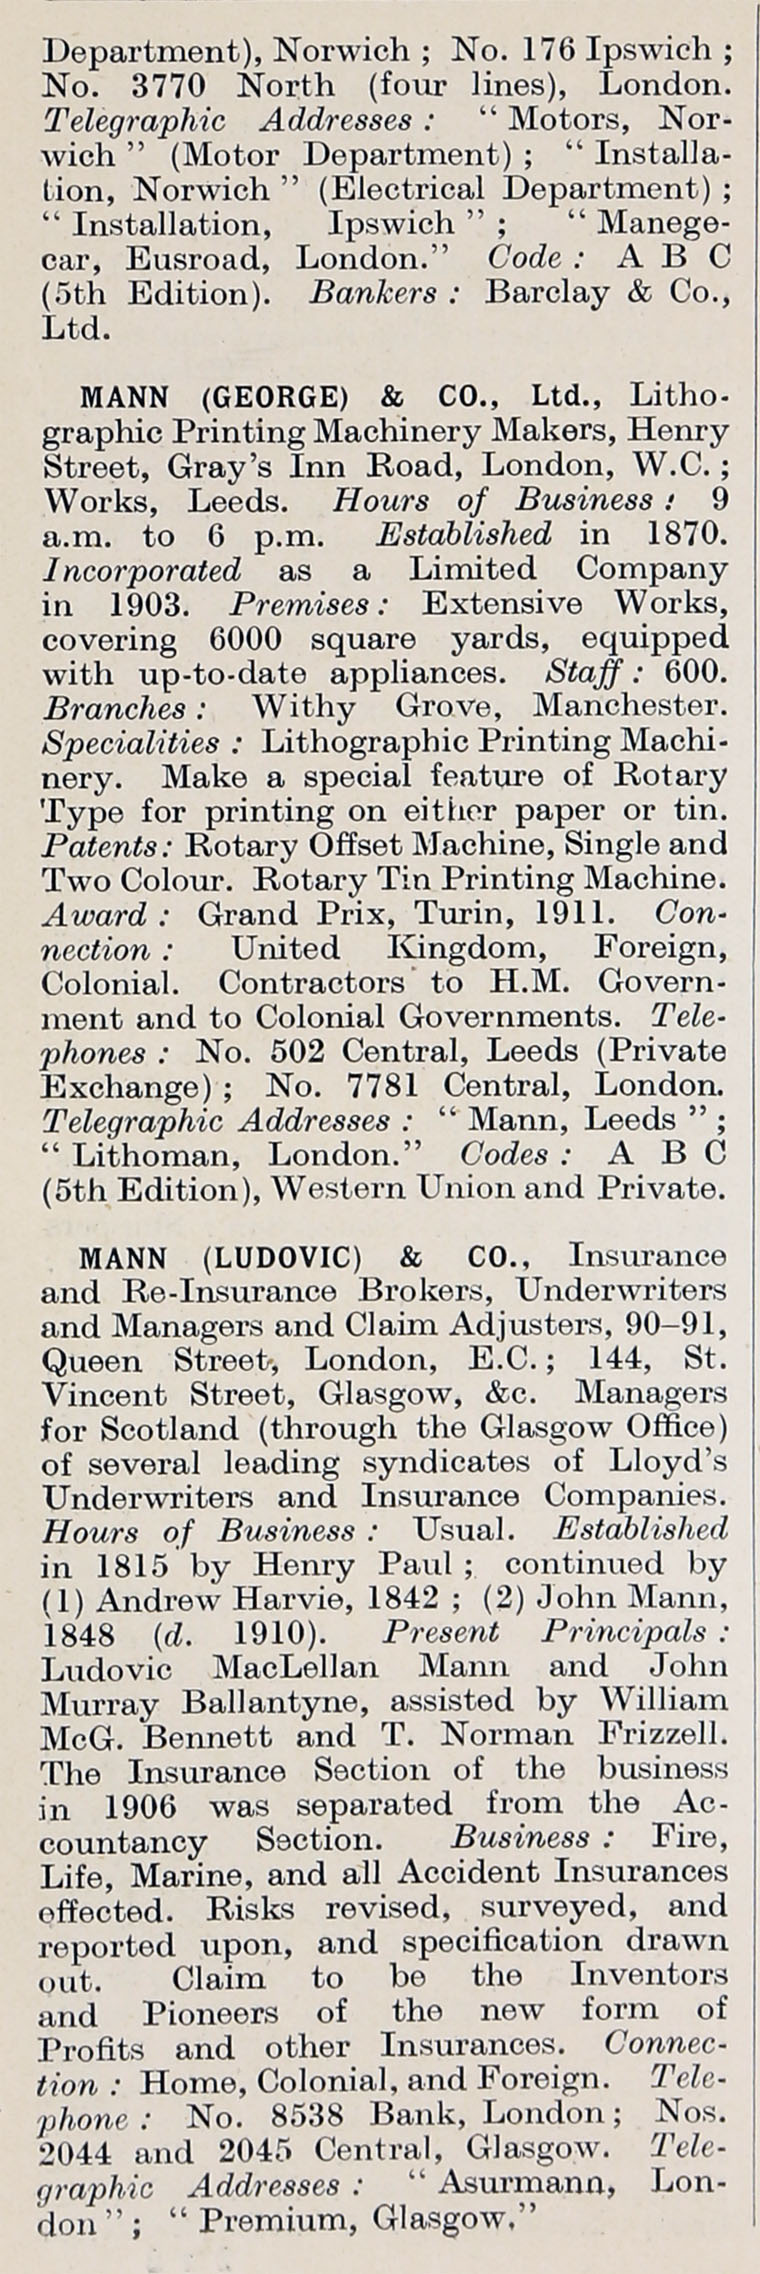 Department), Norwich ; No. 176 Ipswich ;
No. 3770 North (four lines), London.
Telegraphic Addresses : “ Motors, Nor-
wich ” (Motor Department) ; “ Installa-
tion, Norwich ” (Electrical Department) ;
“ Installation, Ipswich ” ; “ Manege-
car, Eusroad, London.” Code : A B C
(5th Edition). Bankers : Barclay & Co.,
Ltd.
MANN (GEORGE) & CO., Ltd., Litho-
graphic Printing Machinery Makers, Henry
Street, Gray’s Inn Road, London, W.C. ;
Works, Leeds. Hours of Business : 9
a.m. to 6 p.m. Established in 1870.
Incorporated as a Limited Company
in 1903. Premises : Extensive Works,
covering 6000 square yards, equipped
with up-to-date appliances. Staff : 600.
Branches : Withy Grove, Manchester.
Specialities : Lithographic Printing Machi-
nery. Make a special feature of Rotary
Type for printing on either paper or tin.
Patents : Rotary Offset Machine, Single and
Two Colour. Rotary Tin Printing Machine.
Award : Grand Prix, Turin, 1911. Con-
nection : United Kingdom, Foreign,
Colonial. Contractors to H.M. Govern-
ment and to Colonial Governments. Tele-
phones : No. 502 Central, Leeds (Private
Exchange) ; No. 7781 Central, London.
Telegraphic Addresses : “ Mann, Leeds ” ;
“ Lithoman, London.” Codes : A B C
(5th Edition), Western Union and Private.
MANN (LUDOVIC) & CO., Insurance
and Re-Insurance Brokers, Underwriters
and Managers and Claim Adjusters, 90–91,
Queen Street, London, E.C. ; 144, St.
Vincent Street, Glasgow, &c. Managers
for Scotland (through the Glasgow Office)
of several leading syndicates of Lloyd’s
Underwriters and Insurance Companies.
Hours of Business : Usual. Established
in 1815 by Henry Paul ; continued by
(1) Andrew Harvie, 1842 ; (2) John Mann,
1848 (d. 1910). Present Principals :
Ludovic MacLellan Mann and John
Murray Ballantyne, assisted by William
McG. Bennett and T. Norman Frizzell.
The Insurance Section of the business
in 1906 was separated from the Ac-
countancy Section. Business : Fire,
Life, Marine, and all Accident Insurances
effected. Risks revised, surveyed, and
reported upon, and specification drawn
out. Claim to be the Inventors
and Pioneers of the new form of
Profits and other Insurances. Connec-
tion : Home, Colonial, and Foreign. Tele-
phone : No. 8538 Bank, London ; Nos.
2044 and 2045 Central, Glasgow. Tele-
graphic Addresses : “ Asurmann, Lon-
don ” ; “ Premium, Glasgow.”